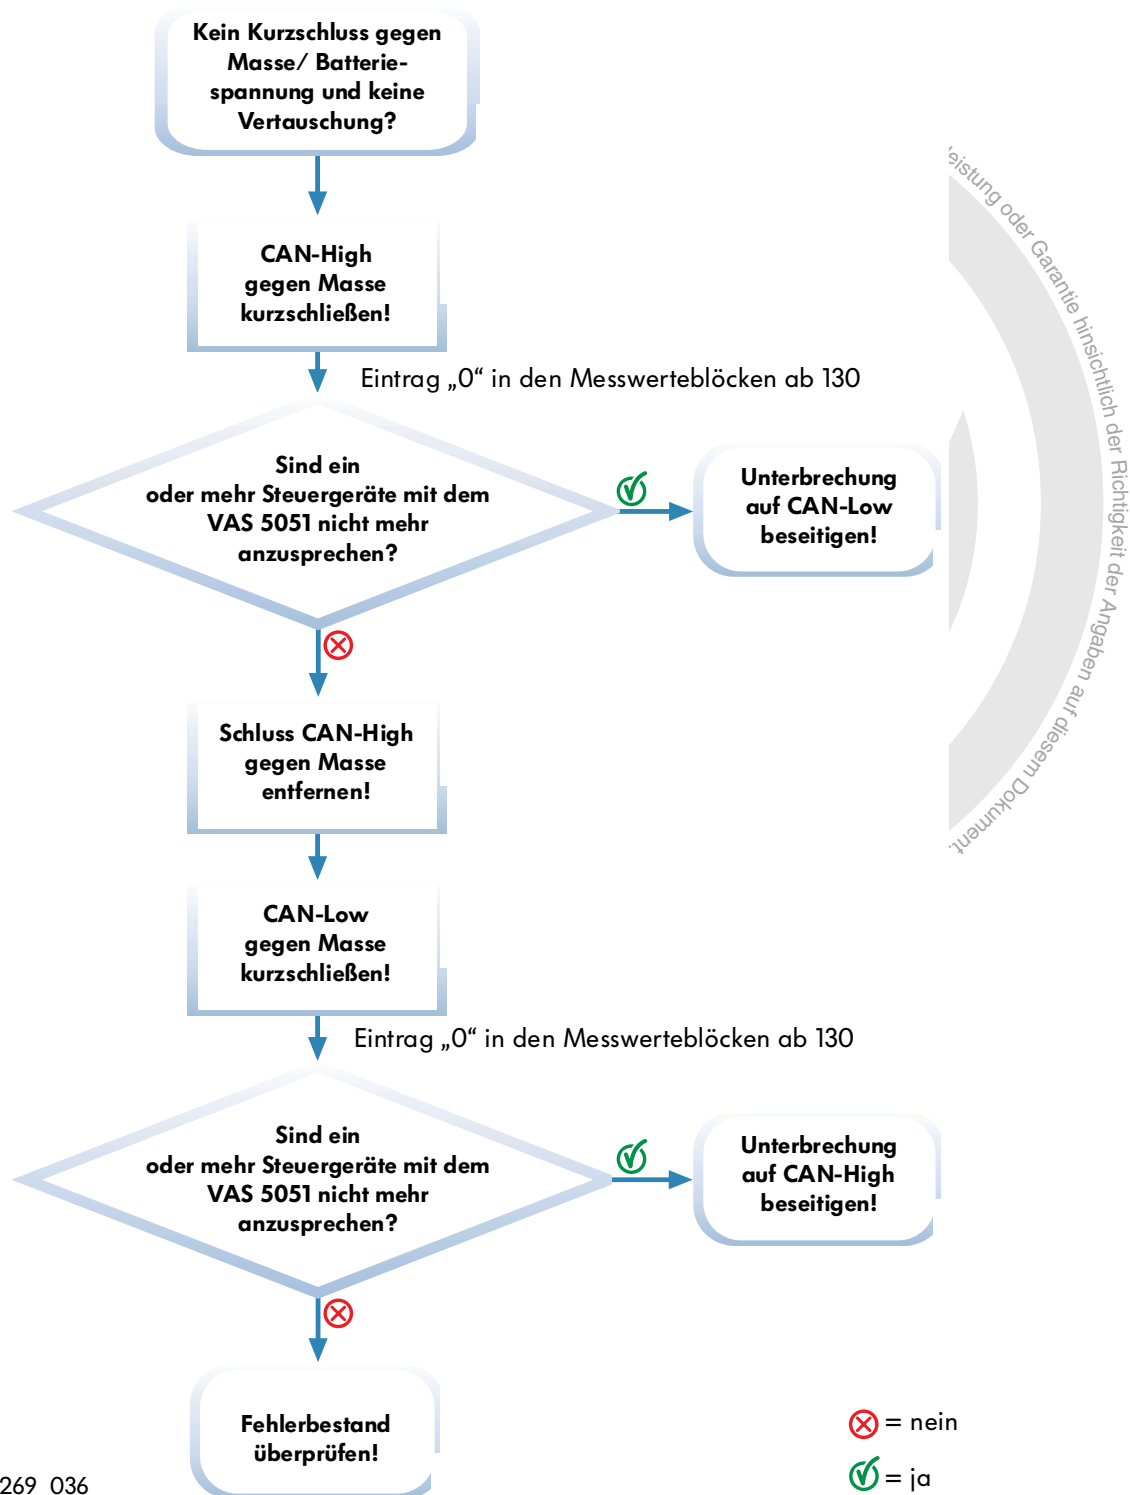 Kein Kurzschluss gegen
Masse/ Batterie-
spannung und keine
Vertauschung?
CAN-High
gegen Masse
kurzschließen!
Eintrag „0“ in den Messwerteblöcken ab 130
Sind ein
oder mehr Steuergeräte mit dem
VAS 5051 nicht mehr
anzusprechen?
Unterbrechung
auf CAN-Low
beseitigen!
Schluss CAN-High
gegen Masse
entfernen!
CAN-Low
gegen Masse
kurzschließen!
Eintrag „0“ in den Messwerteblöcken ab 130
Sind ein
oder mehr Steuergeräte mit dem
VAS 5051 nicht mehr
anzusprechen?
Unterbrechung
auf CAN-High
beseitigen!
Fehlerbestand
überprüfen!
= nein
= ja
269_036
eistung oder Garantie hinsichtlich der Richtigkeit der Angaben auf diesem Dokument.